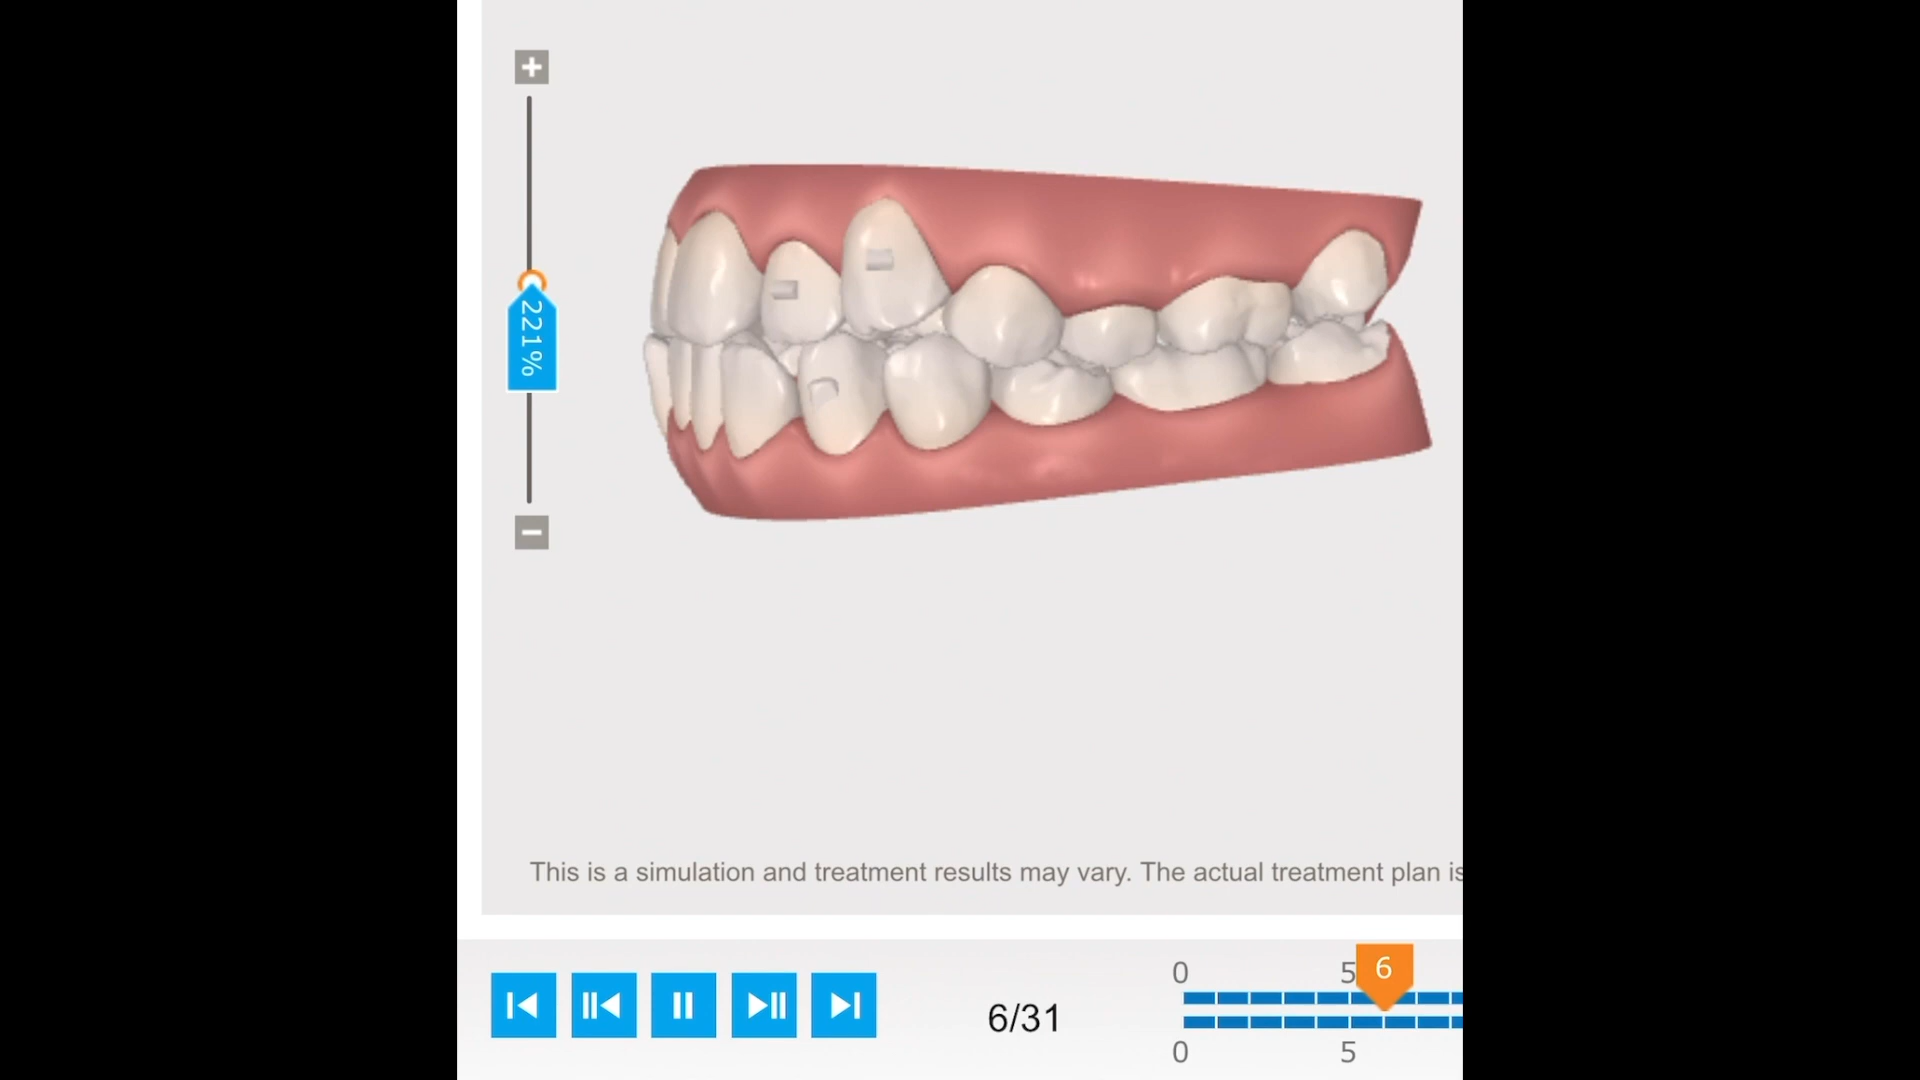 221%
This is a simulation and treatment results may vary. The actual treatment plan is
0 5 6
6/31
0 5